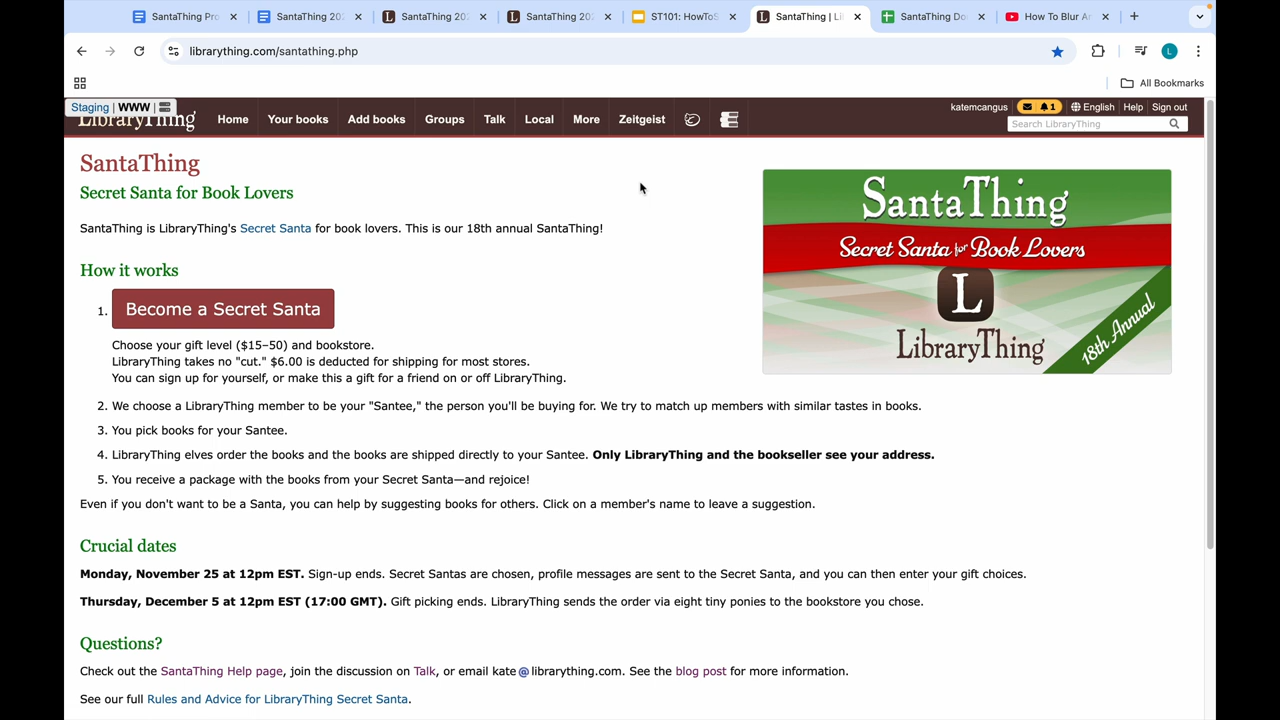 SantaThing Pro
SantaThing 202
SantaThing 202
SantaThing 202
ST101: HowToS
SantaThing | Li
SantaThing Do
How To Blur Ar
librarything.com/santathing.php
All Bookmarks
Staging | WWW |
LibraryThing
Home
Your books
Add books
Groups
Talk
Local
More
Zeitgeist
katemcangus
1
English
Help
Sign out
Search LibraryThing
SantaThing
Secret Santa for Book Lovers
SantaThing is LibraryThing's Secret Santa for book lovers. This is our 18th annual SantaThing!
How it works
1. Become a Secret Santa
Choose your gift level ($15–50) and bookstore.
LibraryThing takes no "cut." $6.00 is deducted for shipping for most stores.
You can sign up for yourself, or make this a gift for a friend on or off LibraryThing.
2. We choose a LibraryThing member to be your "Santee," the person you'll be buying for. We try to match up members with similar tastes in books.
3. You pick books for your Santee.
4. LibraryThing elves order the books and the books are shipped directly to your Santee. Only LibraryThing and the bookseller see your address.
5. You receive a package with the books from your Secret Santa—and rejoice!
Even if you don't want to be a Santa, you can help by suggesting books for others. Click on a member's name to leave a suggestion.
SantaThing
Secret Santa for Book Lovers
L
LibraryThing
18th Annual
Crucial dates
Monday, November 25 at 12pm EST. Sign-up ends. Secret Santas are chosen, profile messages are sent to the Secret Santa, and you can then enter your gift choices.
Thursday, December 5 at 12pm EST (17:00 GMT). Gift picking ends. LibraryThing sends the order via eight tiny ponies to the bookstore you chose.
Questions?
Check out the SantaThing Help page, join the discussion on Talk, or email kate@librarything.com. See the blog post for more information.
See our full Rules and Advice for LibraryThing Secret Santa.